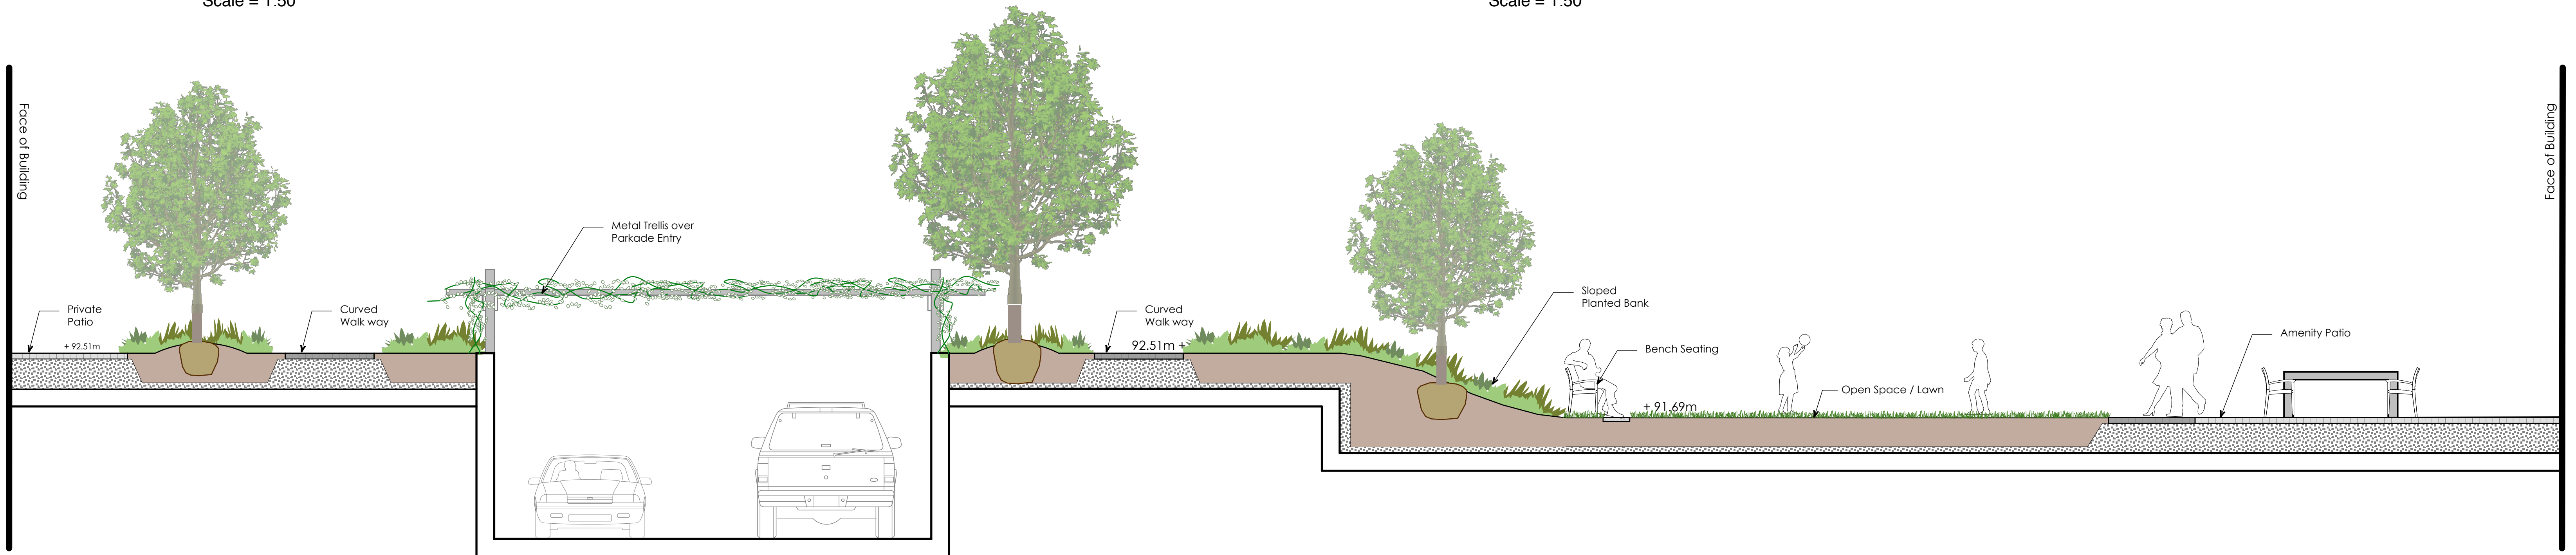 Scale = 1:50
Scale = 1:50
Face of Building
Private
Patio
+ 92.51m
Curved
Walk way
Metal Trellis over
Parkade Entry
Curved
Walk way
92.51m +
Sloped
Planted Bank
Bench Seating
+ 91.69m
Open Space / Lawn
Amenity Patio
Face of Building